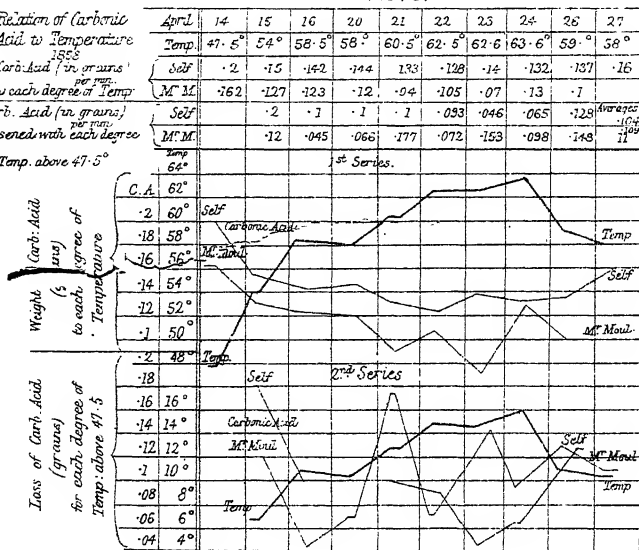 Relation of Carbonic April 14 15 16 20 21 22 23 24 26 27
Acid to Temperature Temp. 47·5° 54° 58·5° 58·° 60·5° 62·5° 62·6 63·6° 59·° 58°
1858
Carb: Acid (in grains) Self ·2 ·15 ·142 ·144 ·133 ·128 ·14 ·132 ·137 ·16
per min.
to each degree of Temp: Mr. M. ·162 ·127 ·123 ·12 ·04 ·105 ·07 ·13 ·1
rb. Acid (in grains) Self ·2 ·1 ·1 ·1 ·093 ·046 ·065 ·128 Averages
per min. ·104
sened with each degree Mr. M. ·12 ·045 ·066 ·177 ·072 ·153 ·098 ·148
Temp. above 47·5° Temp 1st Series.
64°
C.A. 62°
·2 60° Self
·18 58° Carbonic Acid Temp
·16 56° Mr. Moul
·14 54° Self
·12 52°
·1 50° Mr. Moul
·2 48° Temp.
Weight (Carb: Acid
to each degree of
Temperature
·18 Self 2nd Series
·16 16°
·14 14° Carbonic Acid
·12 12° Mr. Moul Self
·1 10° Mr. Moul
·08 8° Temp
·06 6° Temp
·04 4°
Loss of Carb. Acid
(grains)
for each degree of
Temp: above 47·5